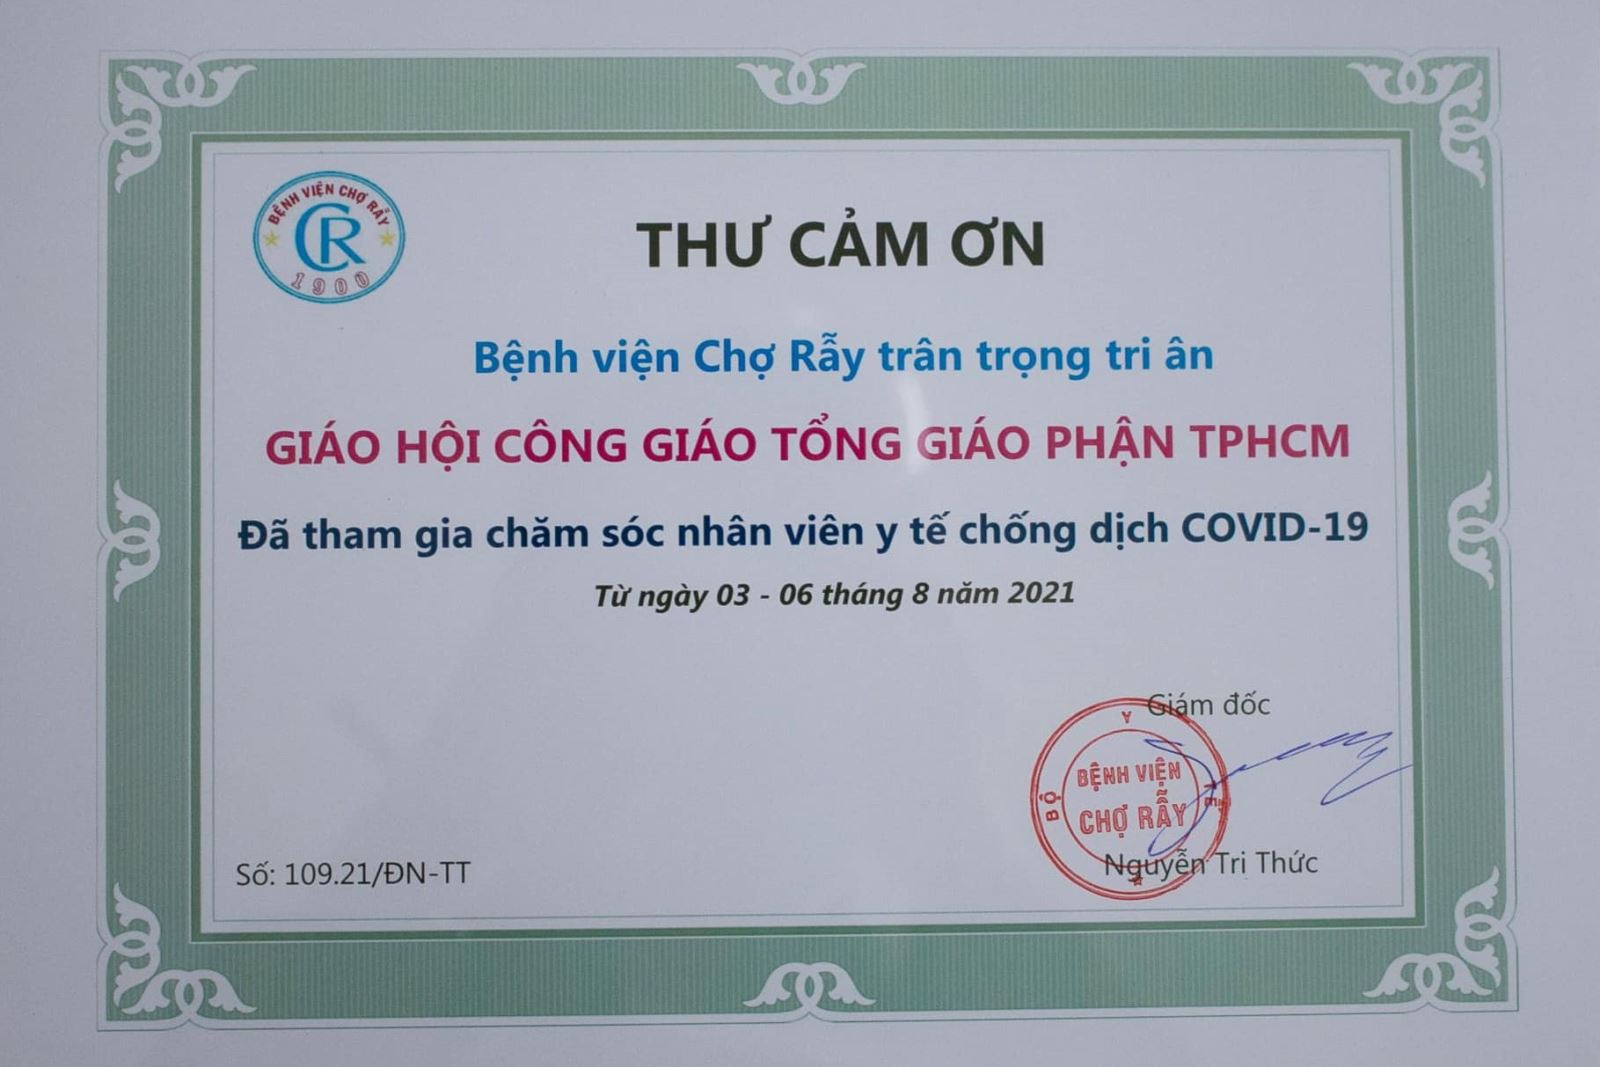 BỆNH VIỆN CHỢ RẪY
CR
1900
THƯ CẢM ƠN
Bệnh viện Chợ Rẫy trân trọng tri ân
GIÁO HỘI CÔNG GIÁO TỔNG GIÁO PHẬN TPHCM
Đã tham gia chăm sóc nhân viên y tế chống dịch COVID-19
Từ ngày 03 - 06 tháng 8 năm 2021
Giám đốc
BỘ Y TẾ
BỆNH VIỆN
CHỢ RẪY
Nguyễn Tri Thức
Số: 109.21/ĐN-TT